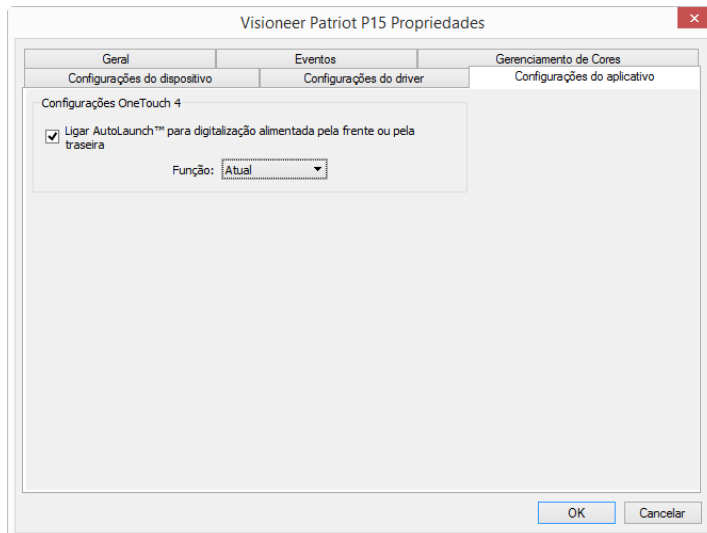 Visioneer Patriot P15 Propriedades
Geral Eventos Gerenciamento de Cores
Configurações do dispositivo Configurações do driver Configurações do aplicativo
Configurações OneTouch 4
Ligar AutoLaunch™ para digitalização alimentada pela frente ou pela
traseira
Função: Atual
OK Cancelar